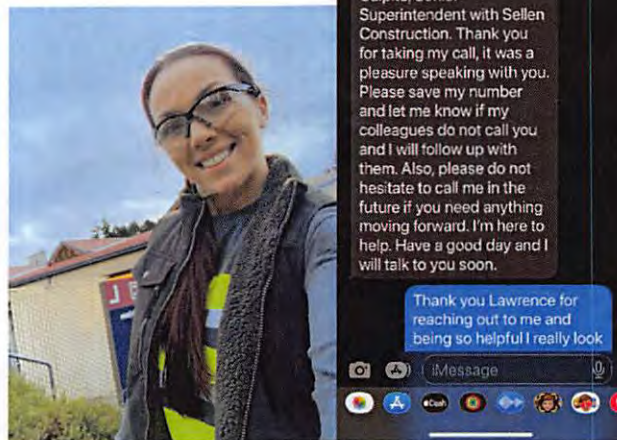 Senior
Superintendent with Sellen
Construction. Thank you
for taking my call, it was a
pleasure speaking with you.
Please save my number
and let me know if my
colleagues do not call you
and I will follow up with
them. Also, please do not
hesitate to call me in the
future if you need anything
moving forward. I'm here to
help. Have a good day and I
will talk to you soon.
Thank you Lawrence for
reaching out to me and
being so helpful I really look
iMessage
Cash